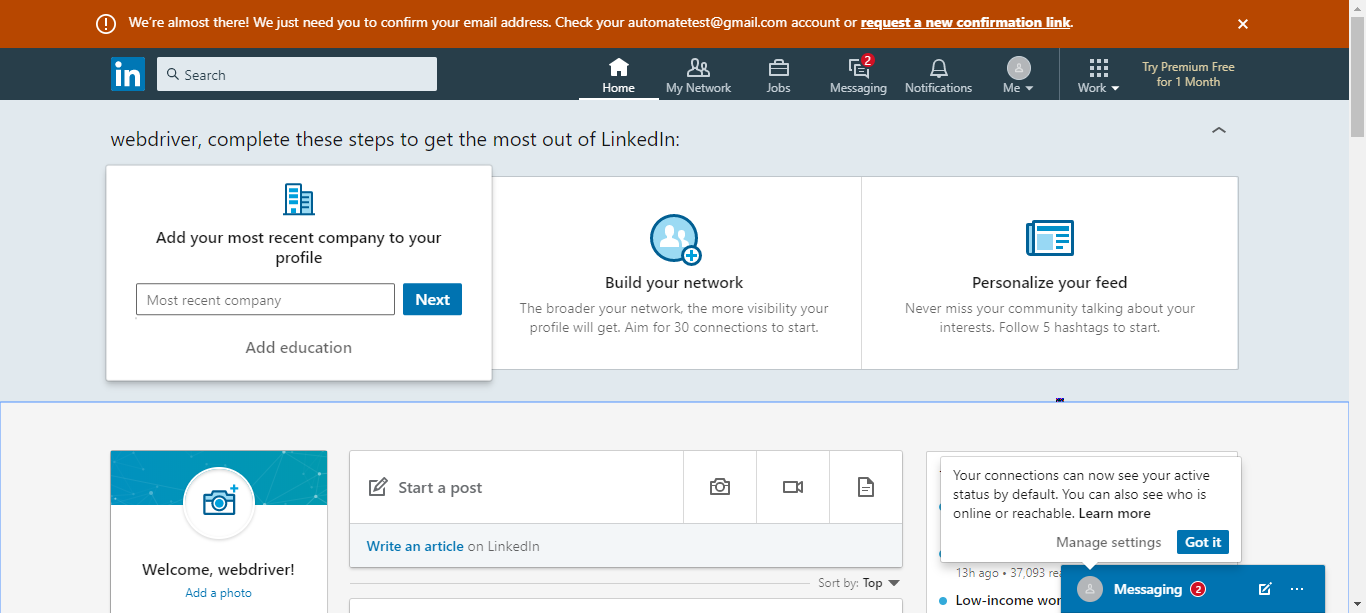 We're almost there! We just need you to confirm your email address. Check your automatetest@gmail.com account or request a new confirmation link.
in
Search
Home
My Network
Jobs
2
Messaging
Notifications
Me
Work
Try Premium Free
for 1 Month
webdriver, complete these steps to get the most out of LinkedIn:
Add your most recent company to your
profile
Most recent company
Next
Add education
Build your network
The broader your network, the more visibility your
profile will get. Aim for 30 connections to start.
Personalize your feed
Never miss your community talking about your
interests. Follow 5 hashtags to start.
Welcome, webdriver!
Add a photo
Start a post
Write an article on LinkedIn
Sort by: Top
Your connections can now see your active
status by default. You can also see who is
online or reachable. Learn more
Manage settings
Got it
13h ago • 37,093
Low-income
Messaging 2